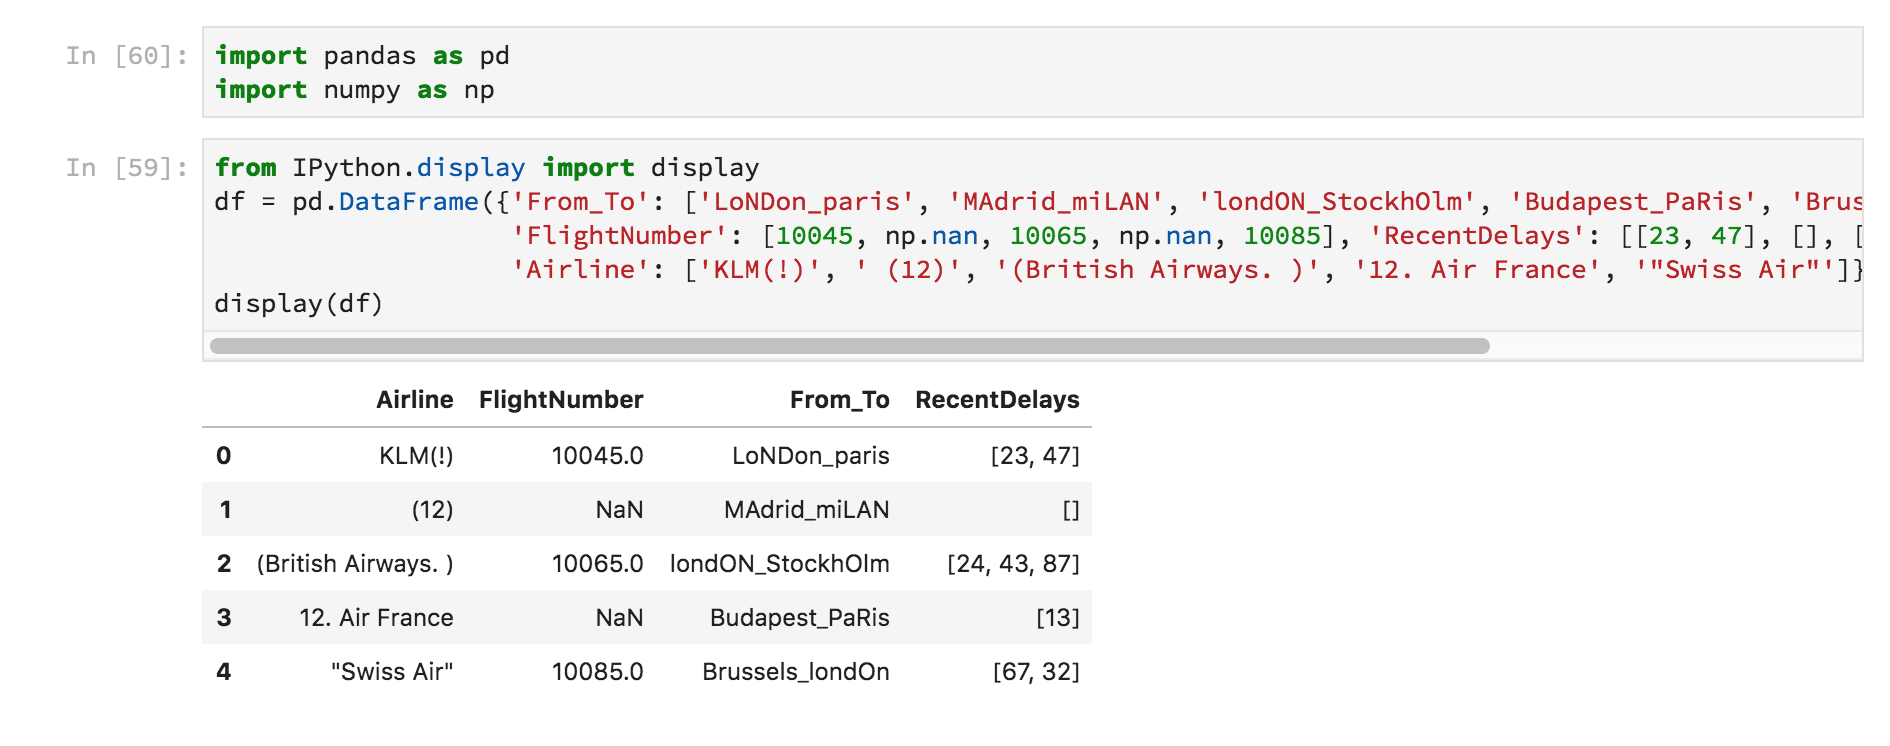 In [60]:
import pandas as pd
import numpy as np
In [59]:
from IPython.display import display
df = pd.DataFrame({'From_To': ['LoNDon_paris', 'MAdrid_miLAN', 'londON_StockhOlm', 'Budapest_PaRis', 'Brus
'FlightNumber': [10045, np.nan, 10065, np.nan, 10085], 'RecentDelays': [[23, 47], [], [
'Airline': ['KLM(!)', ' (12)', '(British Airways. )', '12. Air France', '"Swiss Air"']}
display(df)
Airline FlightNumber From_To RecentDelays
0 KLM(!) 10045.0 LoNDon_paris [23, 47]
1 (12) NaN MAdrid_miLAN []
2 (British Airways. ) 10065.0 londON_StockhOlm [24, 43, 87]
3 12. Air France NaN Budapest_PaRis [13]
4 "Swiss Air" 10085.0 Brussels_londOn [67, 32]